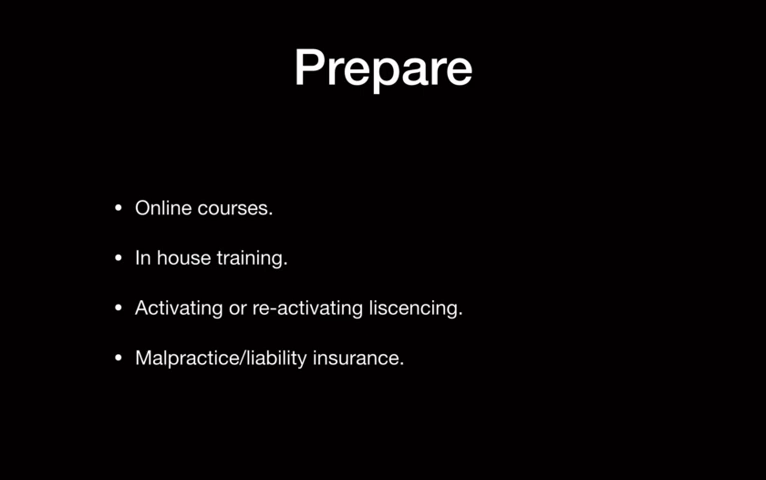 Prepare
• Online courses.
• In house training.
• Activating or re-activating liscencing.
• Malpractice/liability insurance.